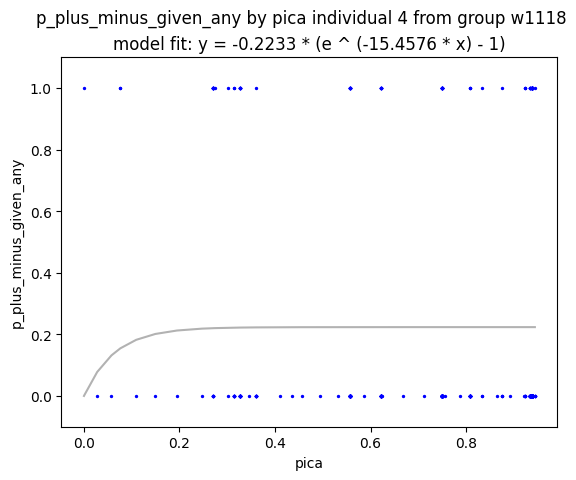 p_plus_minus_given_any by pica individual 4 from group w1118
model fit: y = -0.2233 * (e ^ (-15.4576 * x) - 1)
1.0
0.8
0.6
0.4
0.2
0.0
p_plus_minus_given_any
0.0 0.2 0.4 0.6 0.8
pica